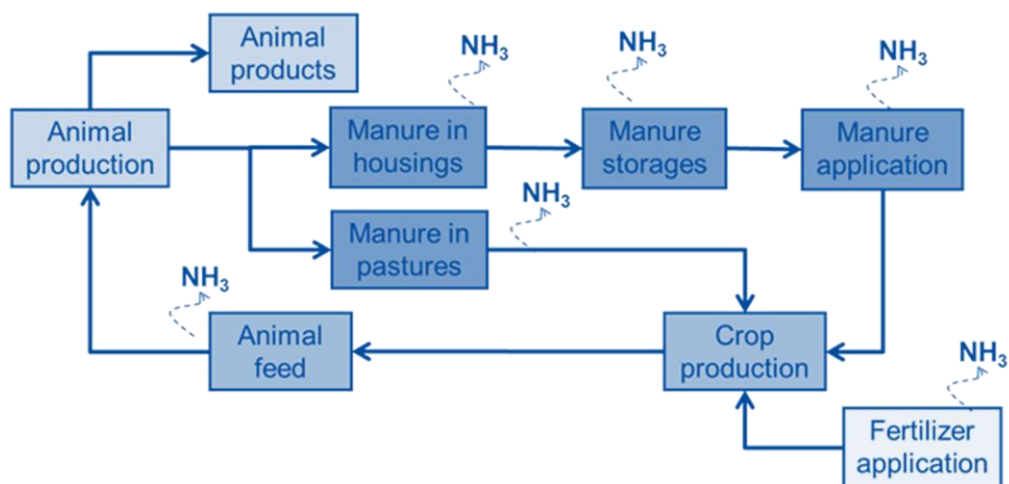 Animal
products
NH₃
NH₃
NH₃
Animal
production
Manure in
housings
Manure
storages
Manure
application
NH₃
Manure in
pastures
NH₃
Animal
feed
Crop
production
NH₃
Fertilizer
application